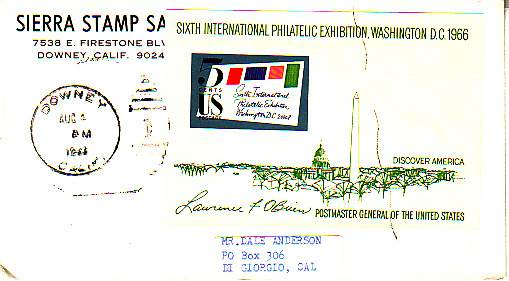 SIERRA STAMP SA
7538 E. FIRESTONE BLV
DOWNEY, CALIF. 9024
DOWNEY
AUG
PM
CALIF.
SIXTH INTERNATIONAL PHILATELIC EXHIBITION, WASHINGTON D.C. 1966
5
CENTS
US
POSTAGE
Sixth International
Philatelic Exhibition
Washington D.C.
DISCOVER AMERICA
Lawrence F O'Brien POSTMASTER GENERAL OF THE UNITED STATES
MR.DALE ANDERSON
PO Box 306
DI GIORGIO, CAL